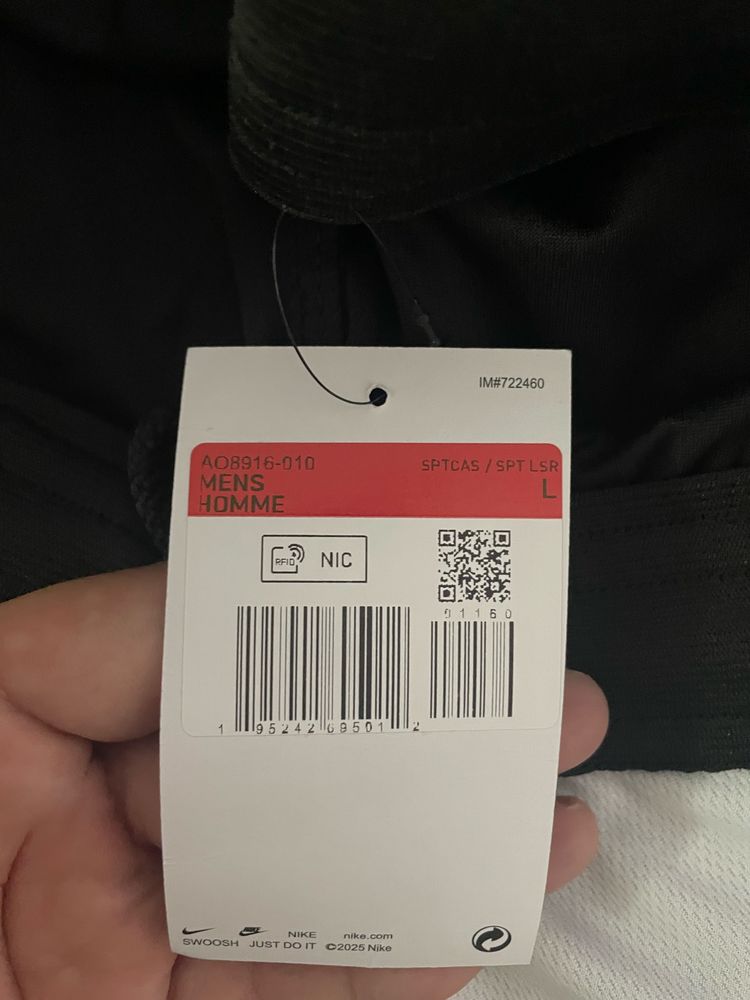 IM#722460
AO8916-010
SPTCAS / SPT LSR
MENS
L
HOMME
RFID
NIC
01160
1 95242 69501 2
NIKE nike.com
SWOOSH JUST DO IT ©2025 Nike